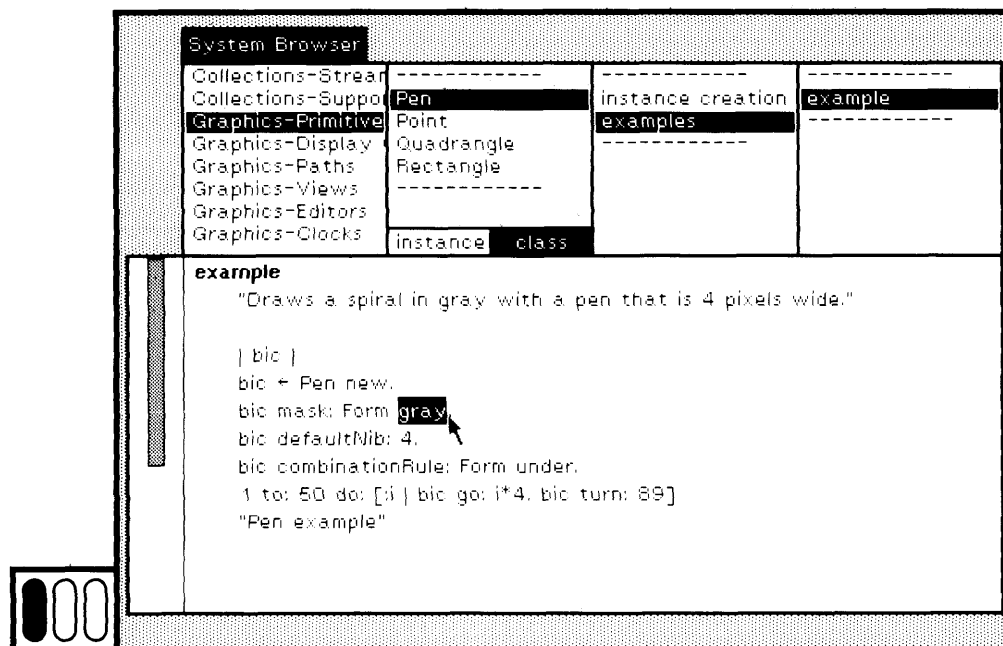 System Browser
Collections-Strear
Collections-Suppo
Graphics-Primitive
Graphics-Display
Graphics-Paths
Graphics-Views
Graphics-Editors
Graphics-Clocks
------------
Pen
Point
Quadrangle
Rectangle
------------
instance class
------------
instance creation
examples
------------
------------
example
------------
example
"Draws a spiral in gray with a pen that is 4 pixels wide."
| bic |
bic ← Pen new.
bic mask: Form gray.
bic defaultNib: 4.
bic combinationRule: Form under.
1 to: 50 do: [:i | bic go: i*4. bic turn: 89]
"Pen example"